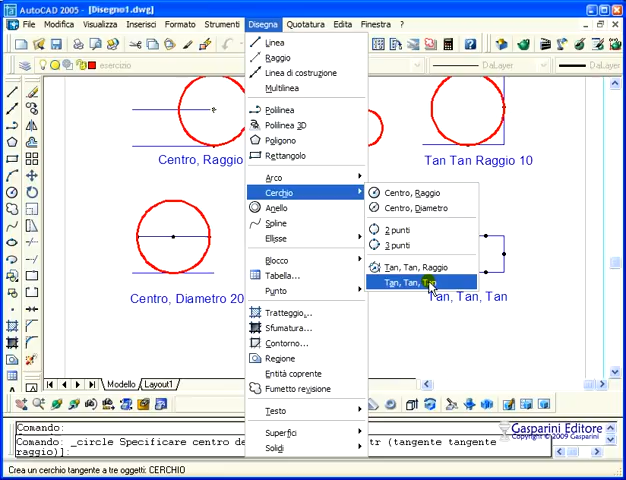 AutoCAD 2005 - [Disegno1.dwg]
File Modifica Visualizza Inserisci Formato Strumenti Disegna Quotatura Edita Finestra ?
esercizio
DaLayer
DaLayer
Linea
Raggio
Linea di costruzione
Multilinea
Polilinea
Polilinea 3D
Poligono
Rettangolo
Arco
Cerchio
Anello
Spline
Ellisse
Blocco
Tabella...
Punto
Tratteggio...
Sfumatura...
Contorno...
Regione
Entità coprente
Fumetto revisione
Testo
Superfici
Solidi
Centro, Raggio
Centro, Diametro
2 punti
3 punti
Tan, Tan, Raggio
Tan, Tan, Tan
Centro, Raggio
Tan Tan Raggio 10
Centro, Diametro 20
Tan, Tan, Tan
Modello Layout1
Comando:
Comando: _circle Specificare centro de
tr (tangente tangente
raggio)]:
Gasparini Editore
Copyright © 2009 Gasparini
Crea un cerchio tangente a tre oggetti: CERCHIO